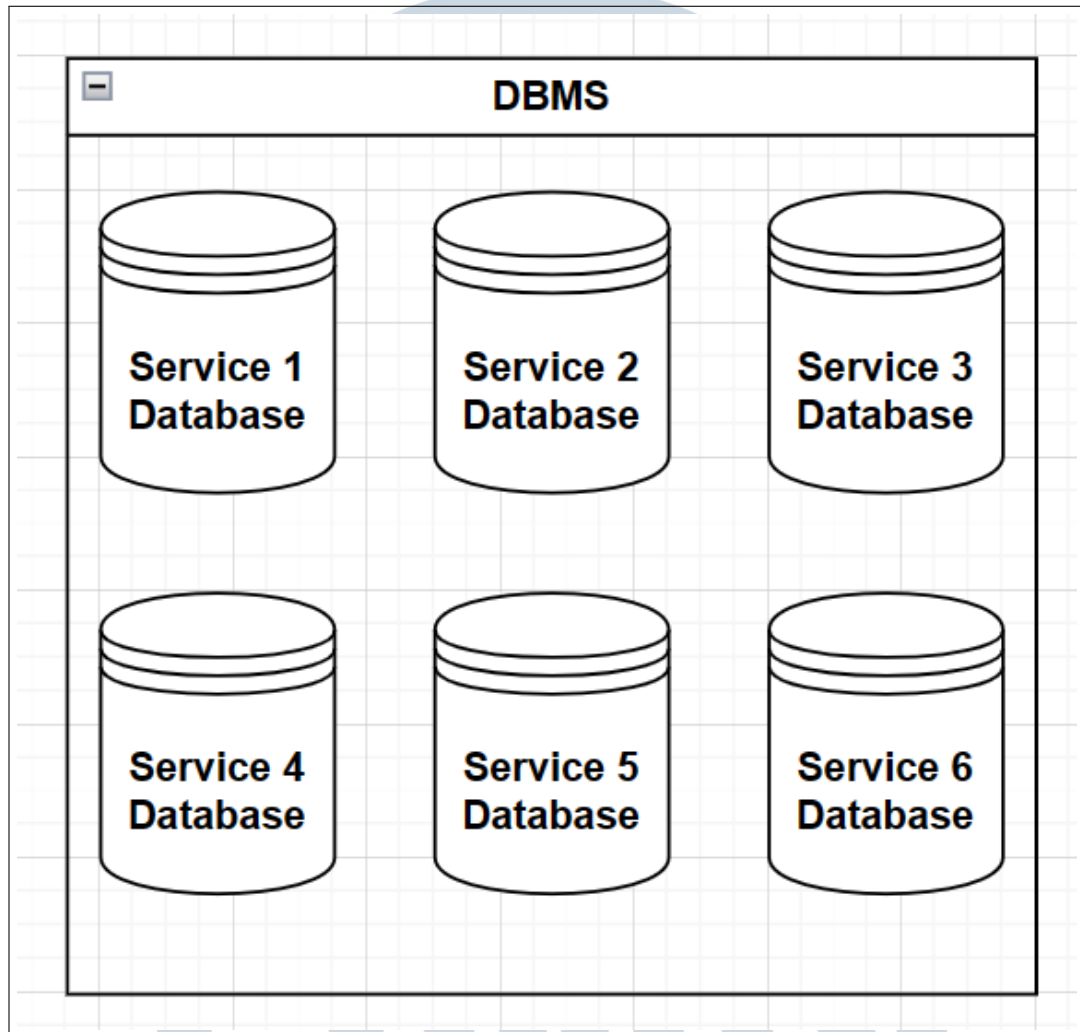 DBMS
Service 1
Database
Service 2
Database
Service 3
Database
Service 4
Database
Service 5
Database
Service 6
Database